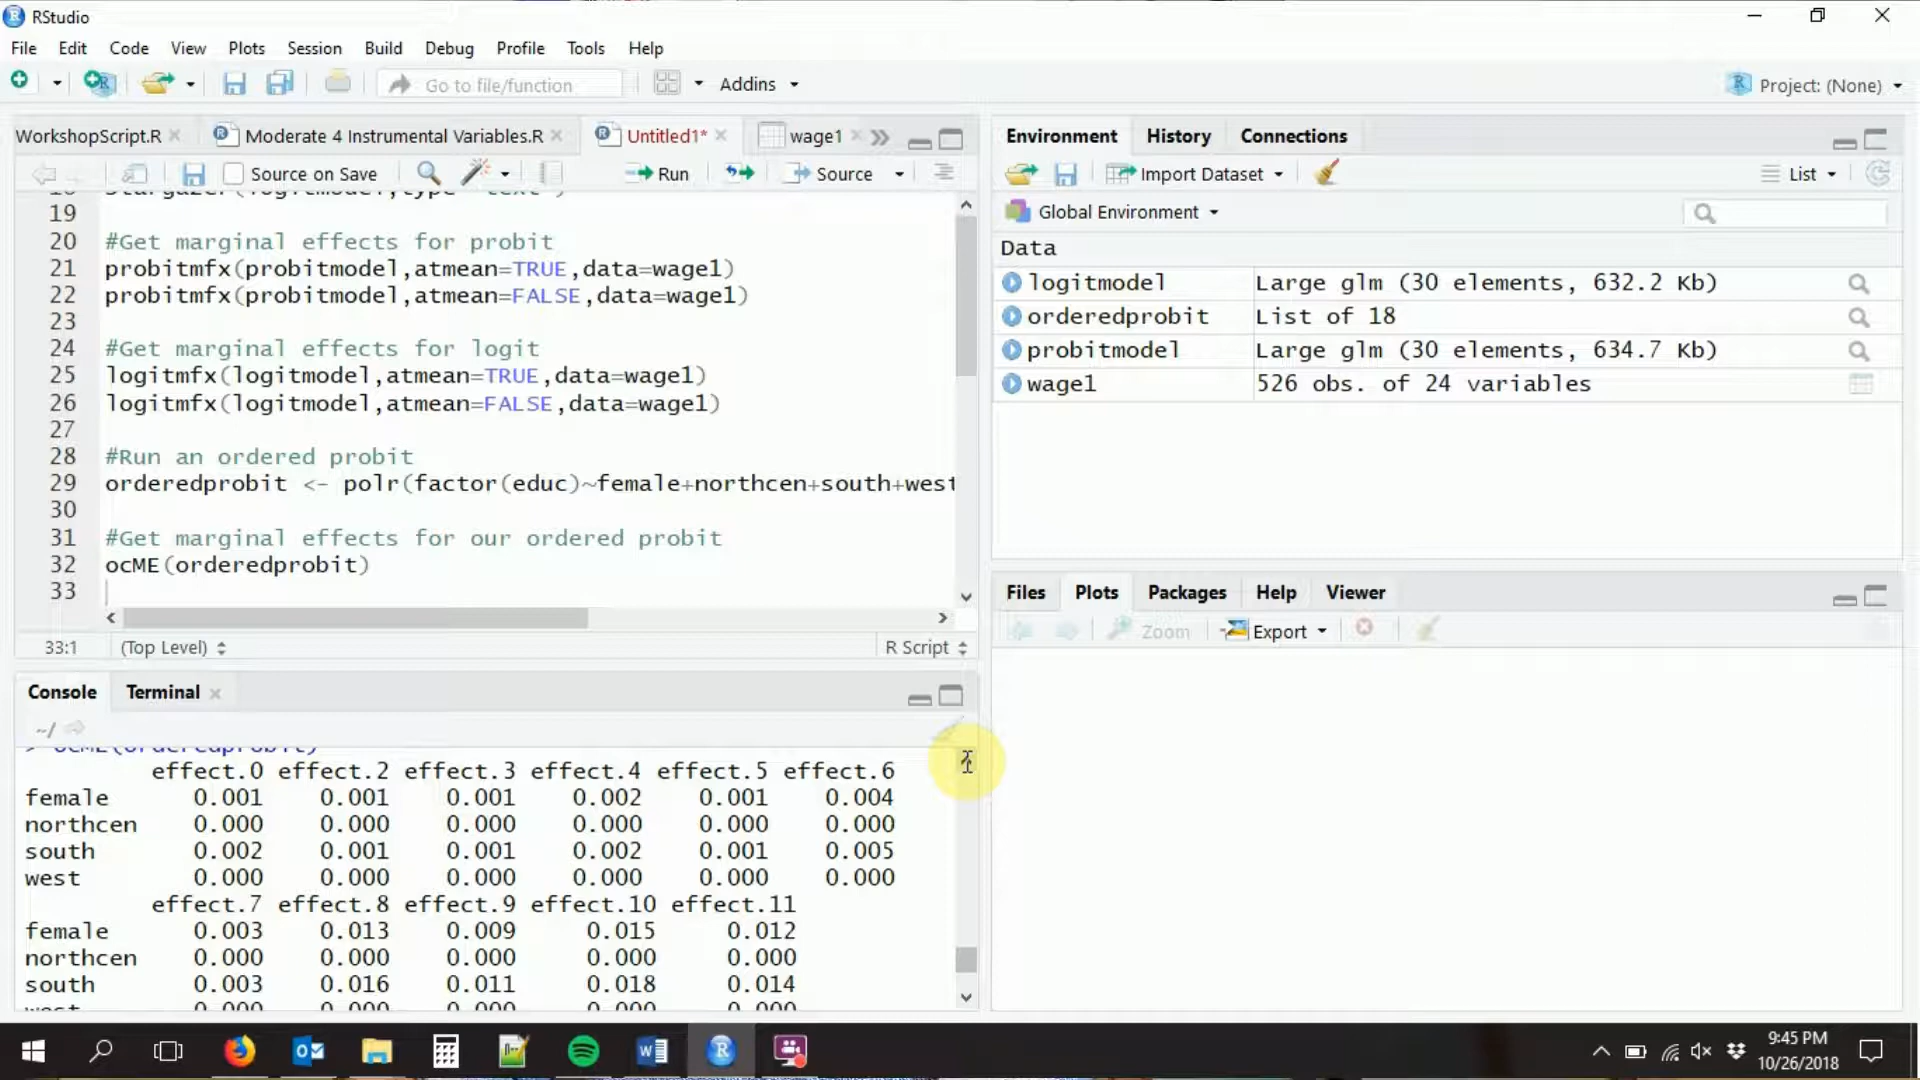 RStudio
File Edit Code View Plots Session Build Debug Profile Tools Help
Go to file/function Addins Project: (None)
WorkshopScript.R Moderate 4 Instrumental Variables.R Untitled1* wage1
Source on Save Run Source
19
20 #Get marginal effects for probit
21 probitmfx(probitmodel,atmean=TRUE,data=wage1)
22 probitmfx(probitmodel,atmean=FALSE,data=wage1)
23
24 #Get marginal effects for logit
25 logitmfx(logitmodel,atmean=TRUE,data=wage1)
26 logitmfx(logitmodel,atmean=FALSE,data=wage1)
27
28 #Run an ordered probit
29 orderedprobit <- polr(factor(educ)~female+northcen+south+west
30
31 #Get marginal effects for our ordered probit
32 ocME(orderedprobit)
33
33:1 (Top Level) R Script
Console Terminal
~/
> ocME(orderedprobit)
effect.0 effect.2 effect.3 effect.4 effect.5 effect.6
female 0.001 0.001 0.001 0.002 0.001 0.004
northcen 0.000 0.000 0.000 0.000 0.000 0.000
south 0.002 0.001 0.001 0.002 0.001 0.005
west 0.000 0.000 0.000 0.000 0.000 0.000
effect.7 effect.8 effect.9 effect.10 effect.11
female 0.003 0.013 0.009 0.015 0.012
northcen 0.000 0.000 0.000 0.000 0.000
south 0.003 0.016 0.011 0.018 0.014
west 0.000 0.000 0.000 0.000 0.000
Environment History Connections
Import Dataset List
Global Environment
Data
logitmodel Large glm (30 elements, 632.2 Kb)
orderedprobit List of 18
probitmodel Large glm (30 elements, 634.7 Kb)
wage1 526 obs. of 24 variables
Files Plots Packages Help Viewer
Zoom Export
9:45 PM
10/26/2018